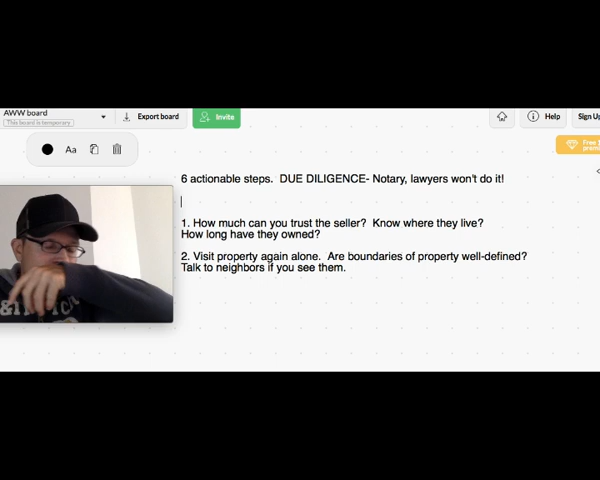 AWW board
This board is temporary
Export board
Invite
Help
Sign Up
Free
Aa
6 actionable steps.  DUE DILIGENCE- Notary, lawyers won't do it!
1. How much can you trust the seller?  Know where they live?
How long have they owned?
2. Visit property again alone.  Are boundaries of property well-defined?
Talk to neighbors if you see them.